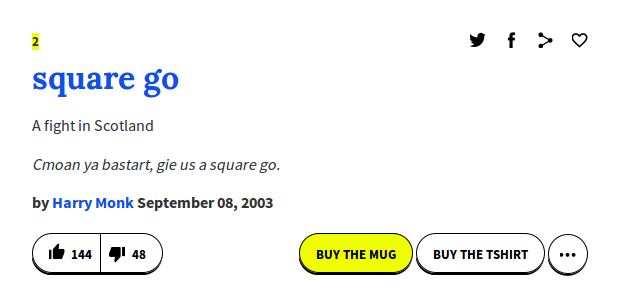 2
square go
A fight in Scotland
Cmoan ya bastart, gie us a square go.
by Harry Monk September 08, 2003
144 48 BUY THE MUG BUY THE TSHIRT